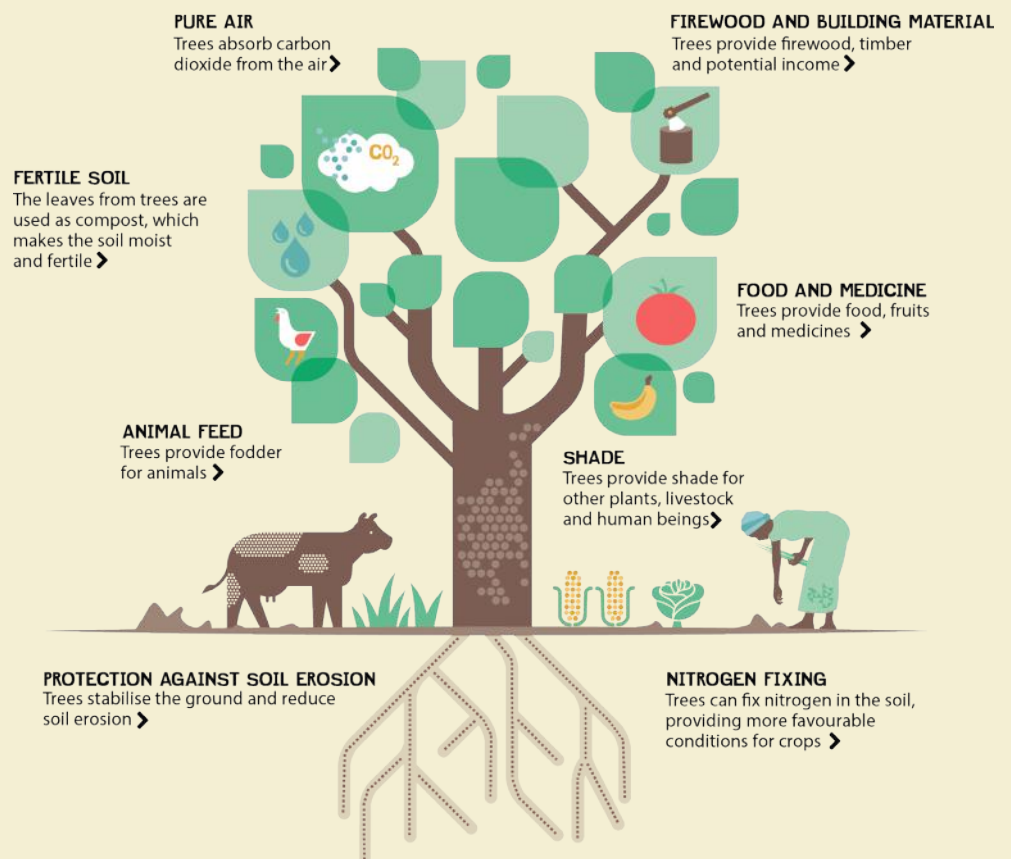 PURE AIR
Trees absorb carbon
dioxide from the air
FIREWOOD AND BUILDING MATERIAL
Trees provide firewood, timber
and potential income
CO2
FERTILE SOIL
The leaves from trees are
used as compost, which
makes the soil moist
and fertile
FOOD AND MEDICINE
Trees provide food, fruits
and medicines
ANIMAL FEED
Trees provide fodder
for animals
SHADE
Trees provide shade for
other plants, livestock
and human beings
PROTECTION AGAINST SOIL EROSION
Trees stabilise the ground and reduce
soil erosion
NITROGEN FIXING
Trees can fix nitrogen in the soil,
providing more favourable
conditions for crops